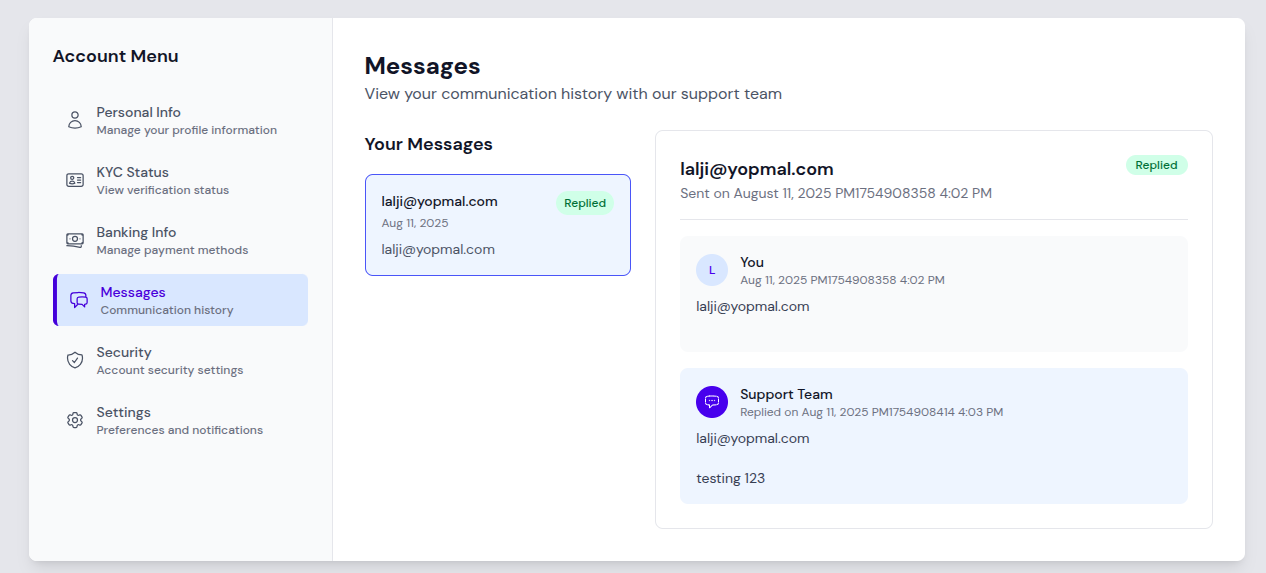 Account Menu
Personal Info
Manage your profile information
KYC Status
View verification status
Banking Info
Manage payment methods
Messages
Communication history
Security
Account security settings
Settings
Preferences and notifications
Messages
View your communication history with our support team
Your Messages
lalji@yopmal.com
Replied
Aug 11, 2025
lalji@yopmal.com
lalji@yopmal.com
Replied
Sent on August 11, 2025 PM1754908358 4:02 PM
L
You
Aug 11, 2025 PM1754908358 4:02 PM
lalji@yopmal.com
Support Team
Replied on Aug 11, 2025 PM1754908414 4:03 PM
lalji@yopmal.com
testing 123